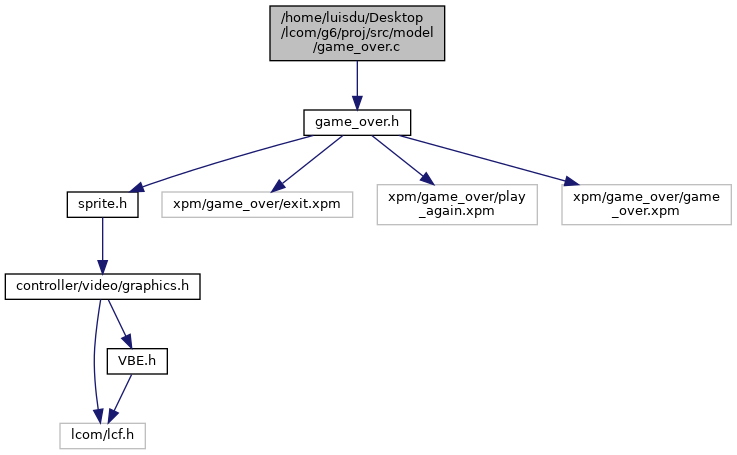 /home/luisdu/Desktop
/lcom/g6/proj/src/model
/game_over.c
game_over.h
sprite.h
xpm/game_over/exit.xpm
xpm/game_over/play
_again.xpm
xpm/game_over/game
_over.xpm
controller/video/graphics.h
VBE.h
lcom/lcf.h